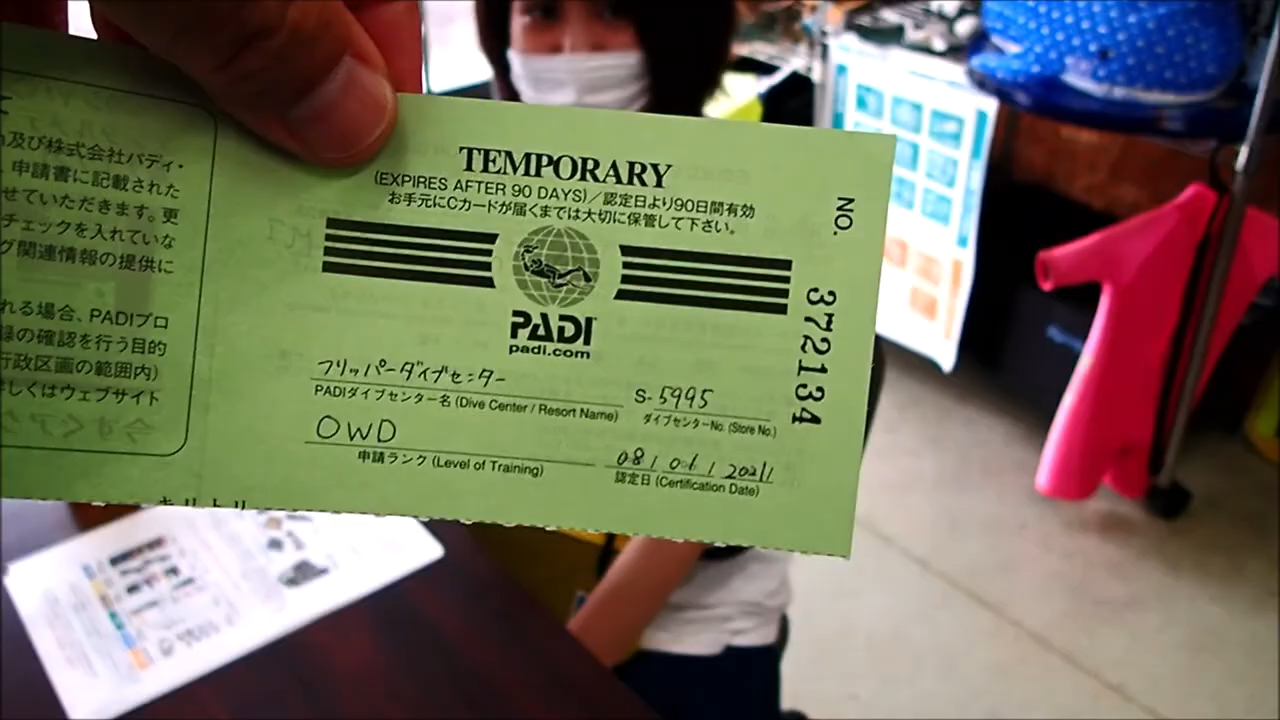 及び株式会社パディ・
申請書に記載された
せていただきます。更
チェックを入れていな
グ関連情報の提供に
れる場合、PADIプロ
録の確認を行う目的
行政区画の範囲内)
しくはウェブサイト
TEMPORARY
(EXPIRES AFTER 90 DAYS)/認定日より90日間有効
お手元にCカードが届くまでは大切に保管して下さい。
PADI
padi.com
フリッパーダイブセンター
PADIダイブセンター名 (Dive Center / Resort Name)
S-5995
ダイブセンターNo. (Store No.)
OWD
申請ランク (Level of Training)
08 / 06 / 2021
認定日 (Certification Date)
NO. 372134
キリトリ